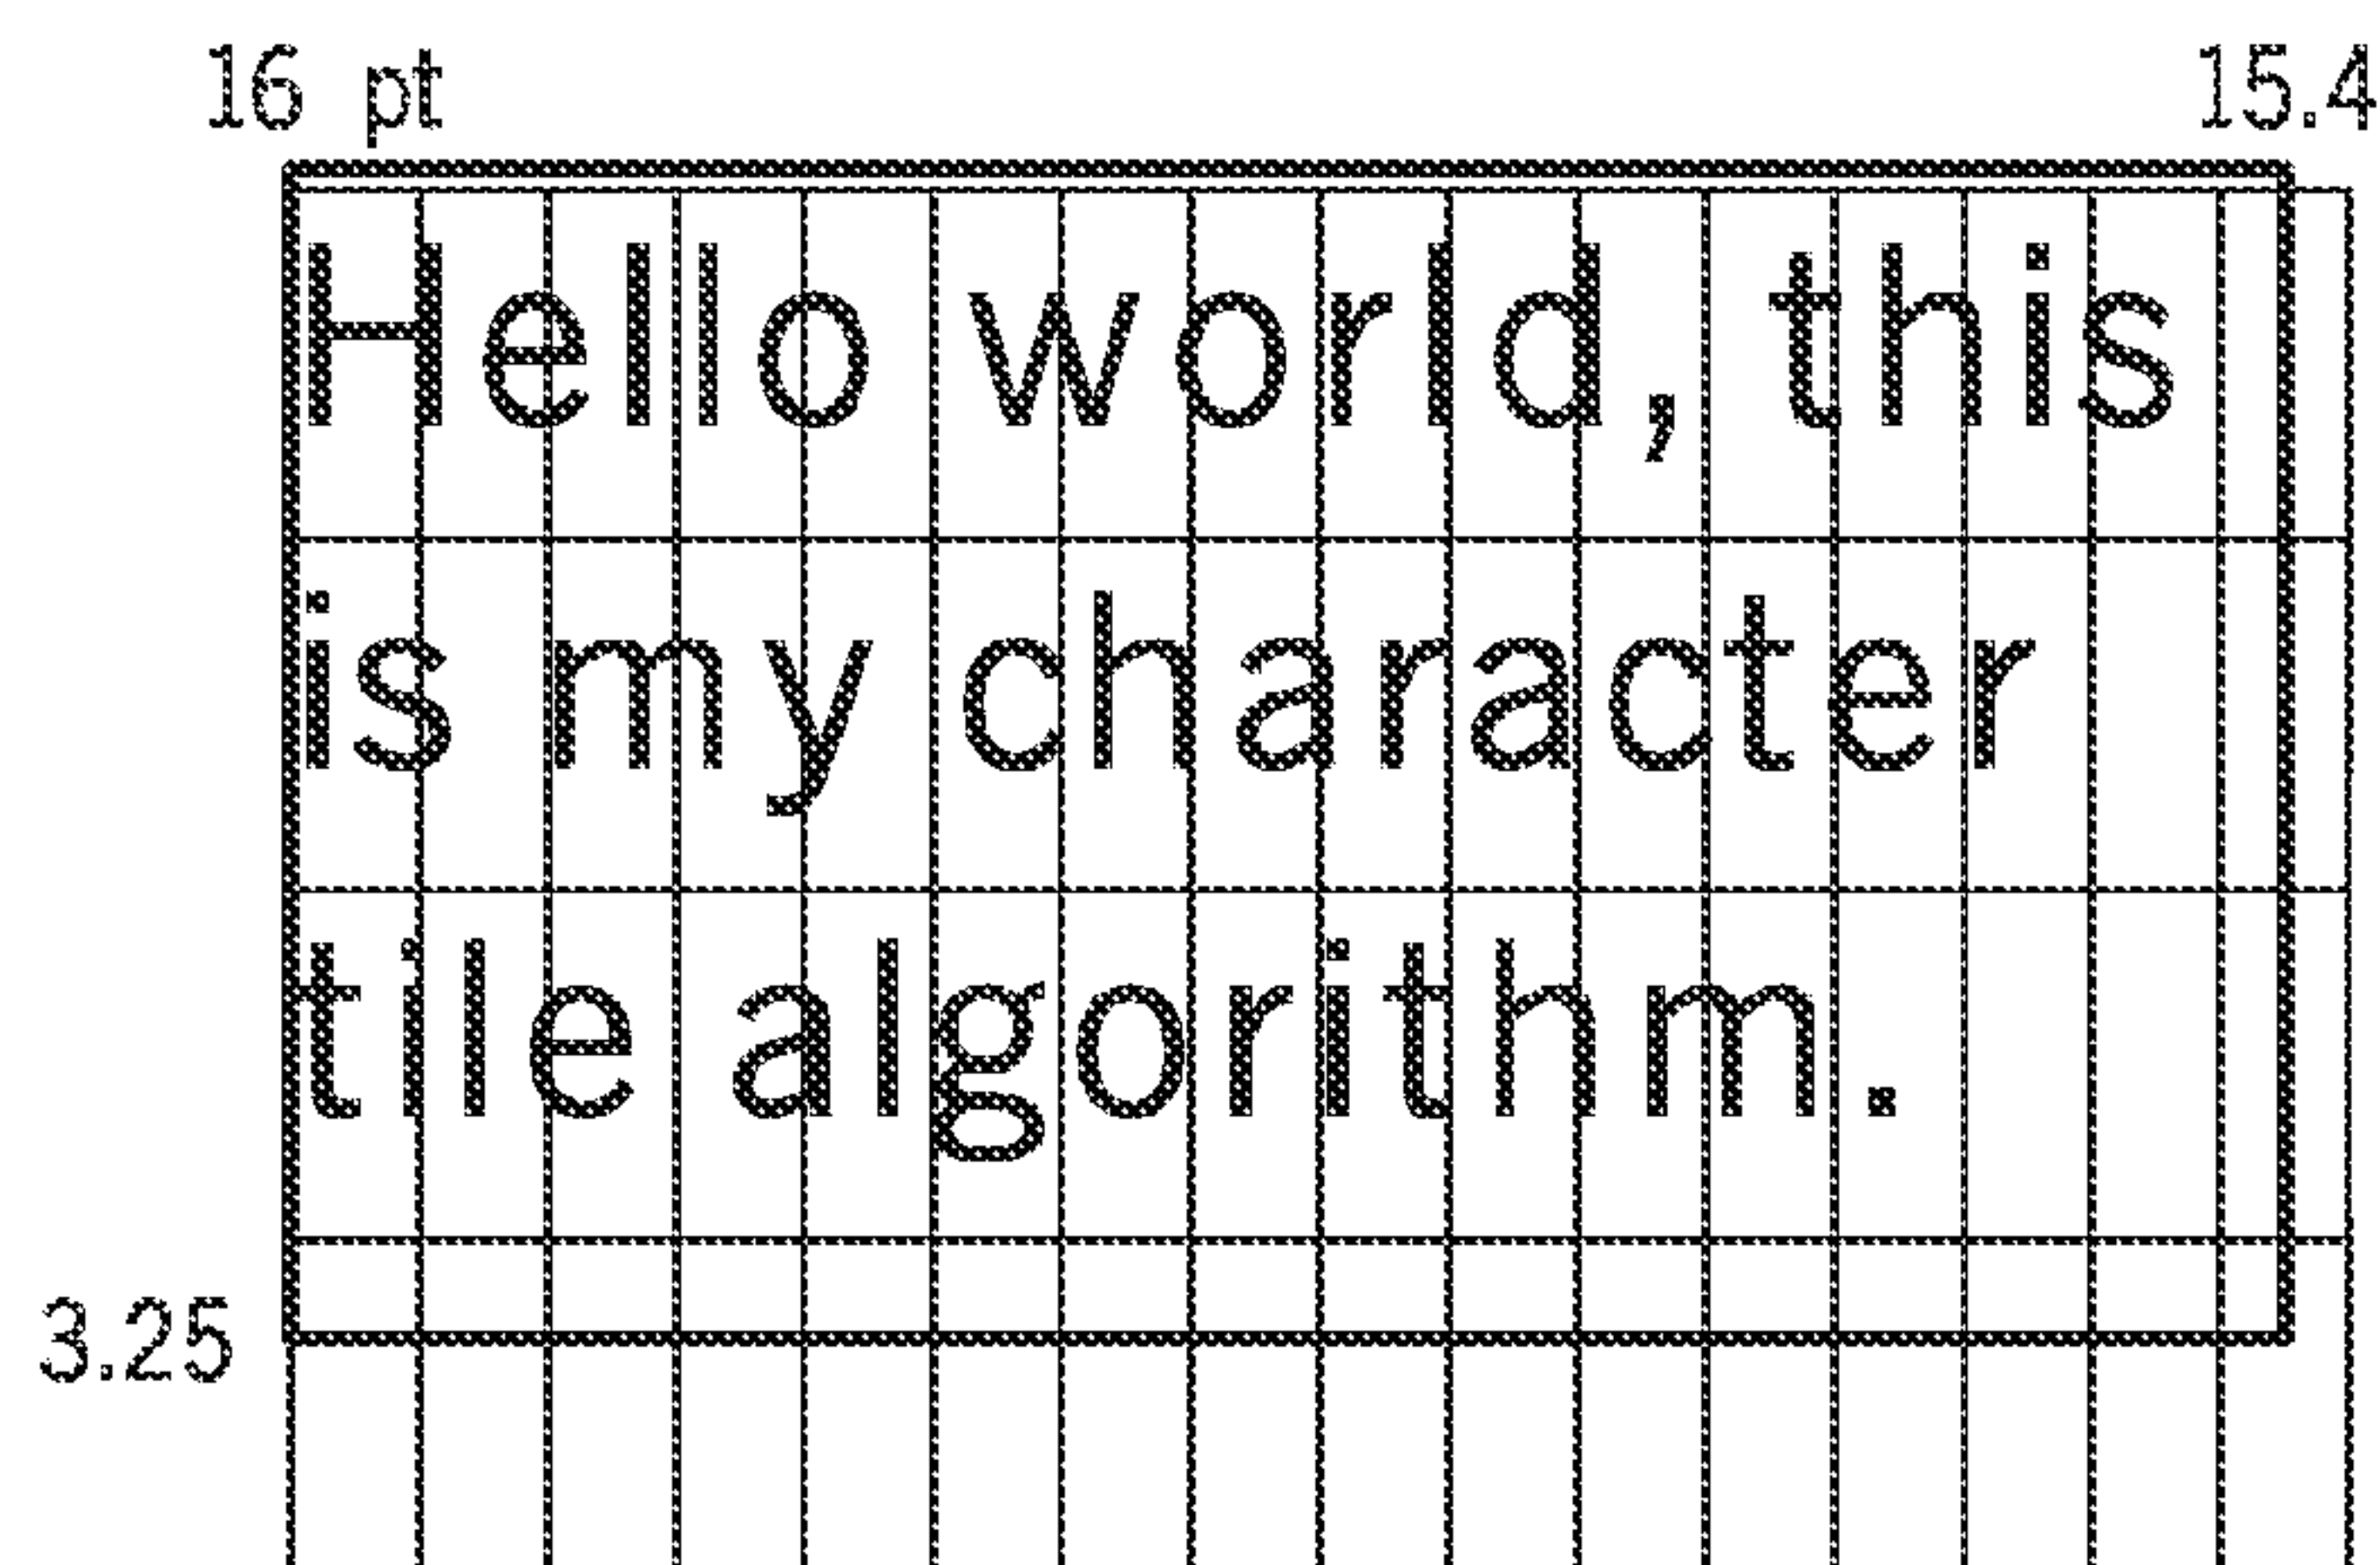 16 pt 15.4
Hello world, this
is my character
tile algorithm.
3.25